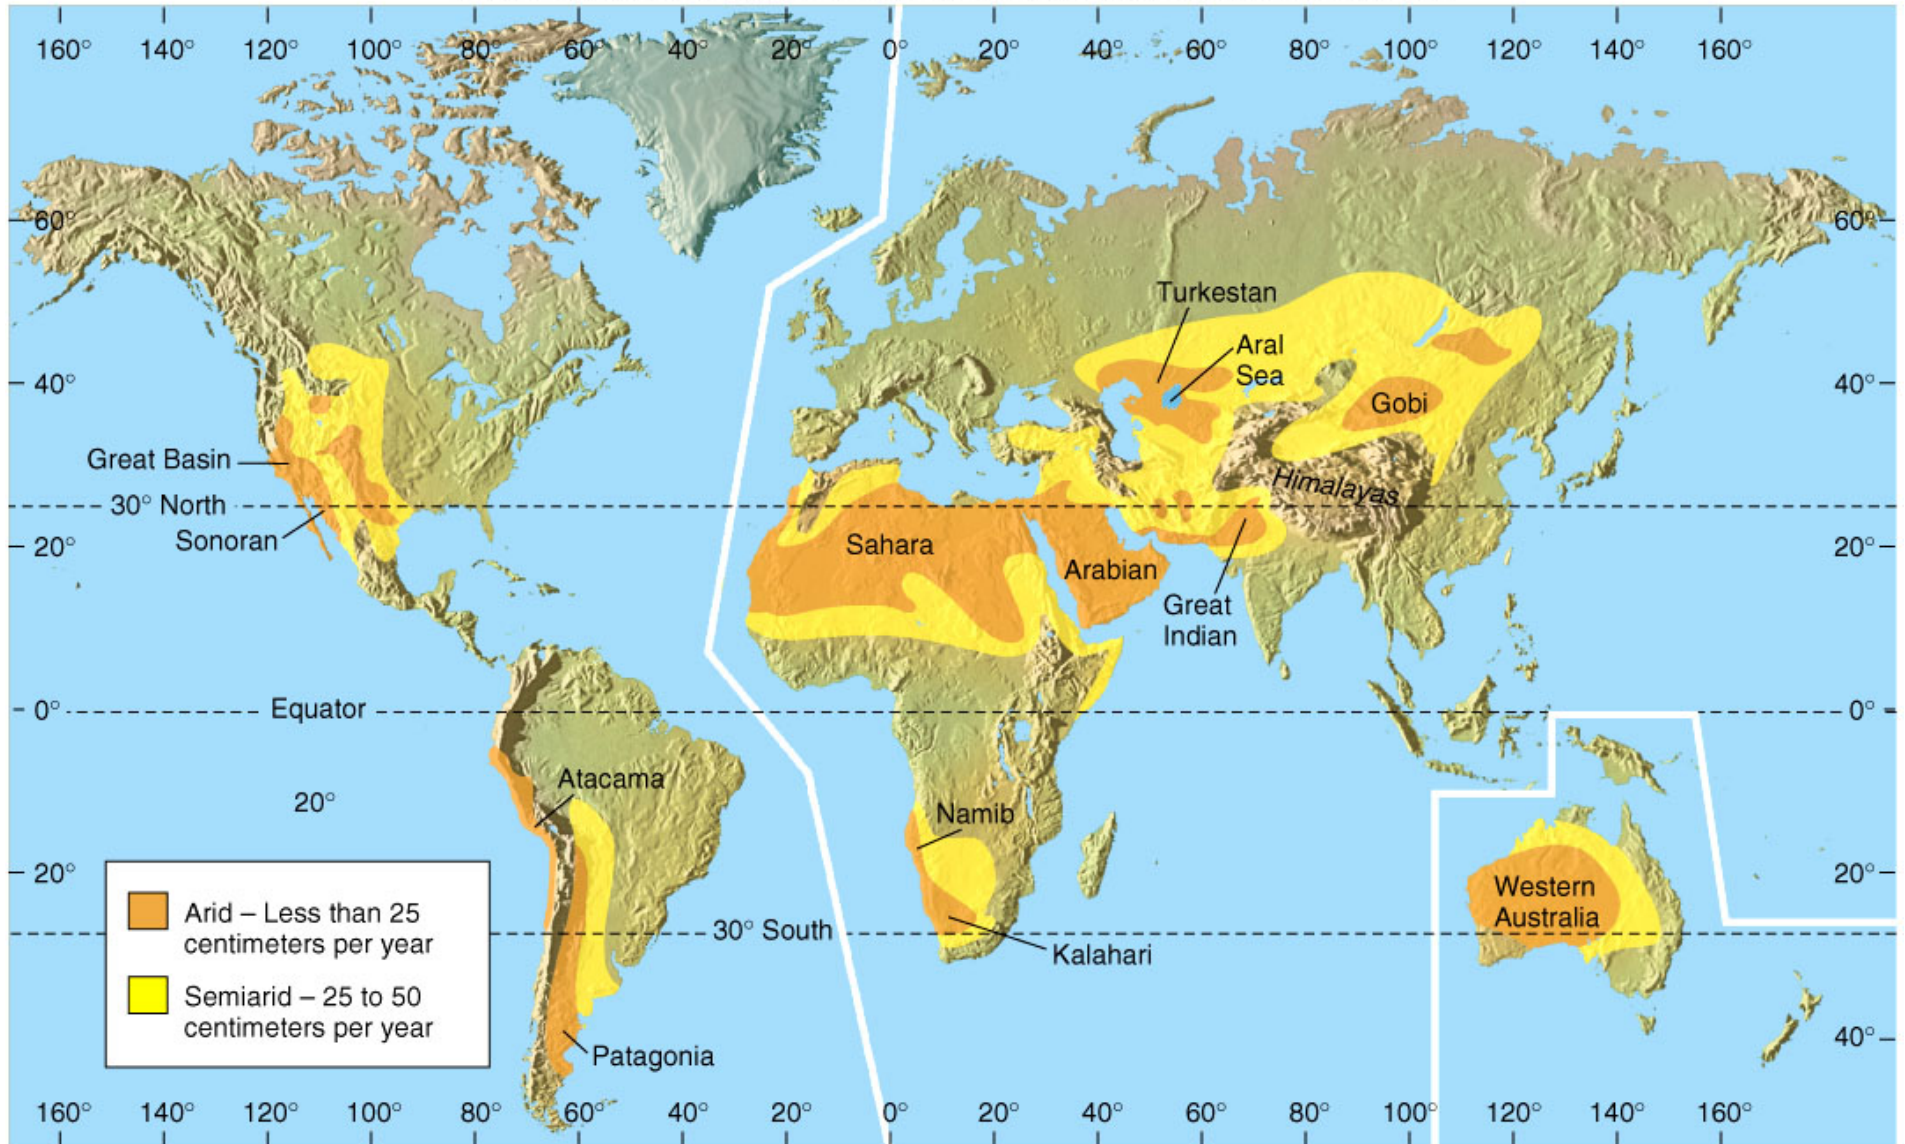 160° 140° 120° 100° 80° 60° 40° 20° 0° 20° 40° 60° 80° 100° 120° 140° 160°
60° 60°
Turkestan
Aral
Sea
40° 40°
Gobi
Great Basin
Himalayas
30° North
Sonoran
20° 20°
Sahara
Arabian
Great
Indian
0° Equator 0°
Atacama
20°
Namib
20° 20°
Western
Australia
Arid – Less than 25
centimeters per year
30° South
Kalahari
Semiarid – 25 to 50
centimeters per year
40°
Patagonia
160° 140° 120° 100° 80° 60° 40° 20° 0° 20° 40° 60° 80° 100° 120° 140° 160°